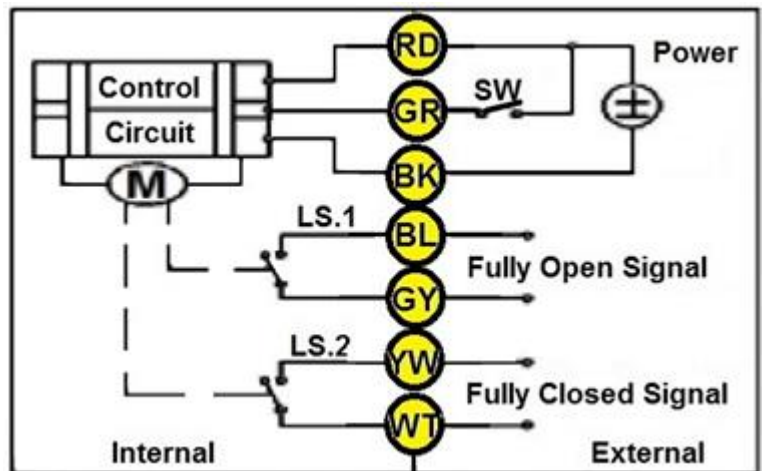 RD
Power
Control
GR
SW
Circuit
BK
M
LS.1
BL
Fully Open Signal
GY
LS.2
YW
Fully Closed Signal
WT
Internal
External